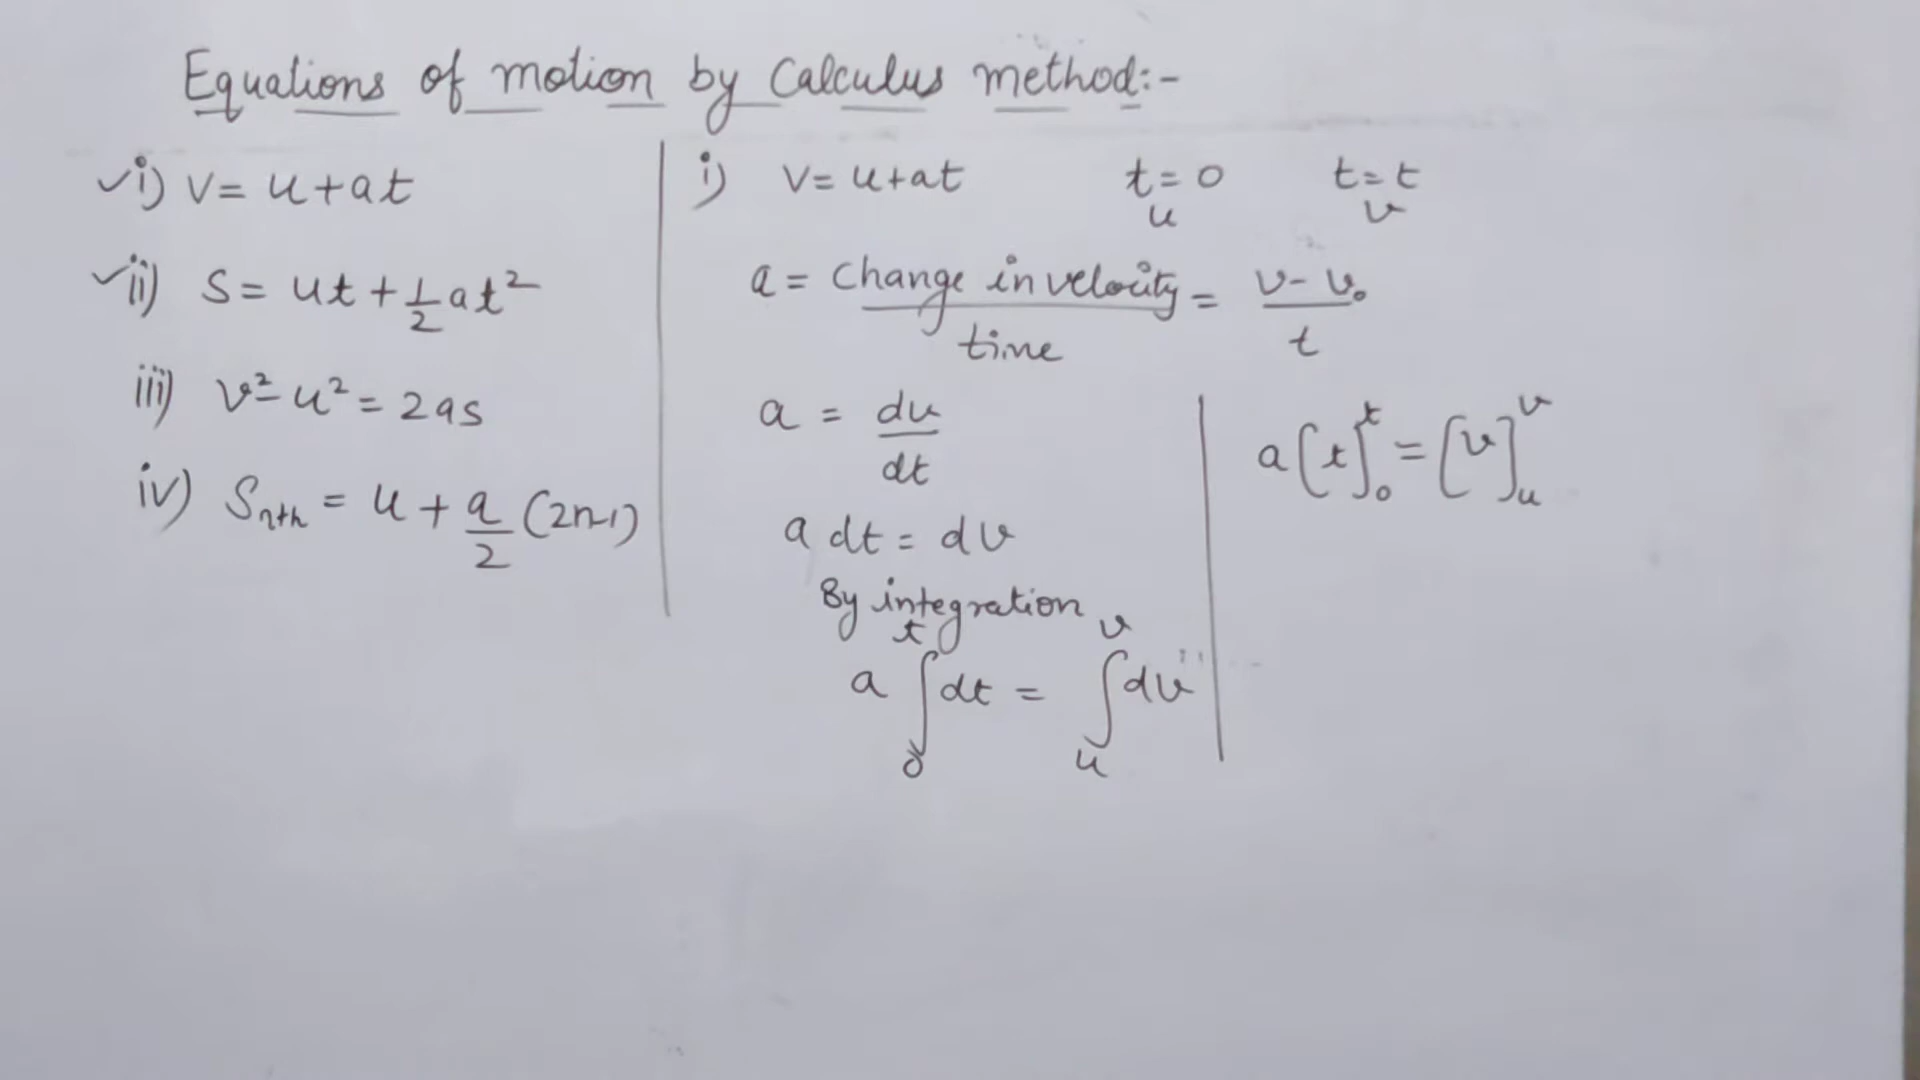 Equations of motion by Calculus method:-
✓i) v = u + at
✓ii) S = ut + 1/2 at²
iii) v² - u² = 2as
iv) Snth = u + a/2 (2n-1)
i) v = u + at t = 0 t = t
u v
a = Change in velocity / time = v - v₀ / t
a = dv/dt
a dt = dv
By integration
a ∫₀ᵗ dt = ∫ᵤᵛ dv
a [t]₀ᵗ = [v]ᵤᵛ